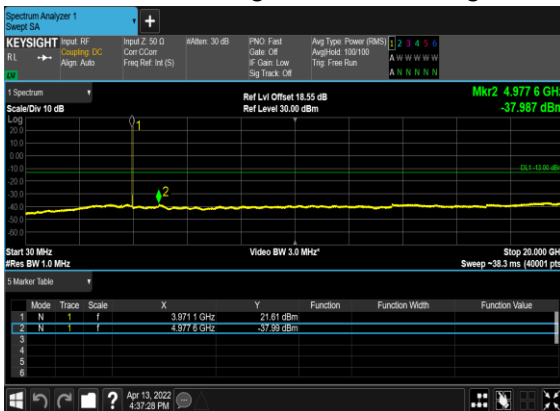 Spectrum Analyzer 1
Swept SA
+
KEYSIGHT Input: RF Input Z: 50 Ω #Atten: 30 dB PNO: Fast Avg Type: Power (RMS) 1 2 3 4 5 6
RL Coupling: DC Corr CCorr Gate: Off Avg|Hold: 100/100 A W W W W W
Align: Auto Freq Ref: Int (S) IF Gain: Low Trig: Free Run
Sig Track: Off A N N N N N
1 Spectrum Ref Lvl Offset 18.55 dB Mkr2 4.977 6 GHz
Scale/Div 10 dB Ref Level 30.00 dBm -37.987 dBm
Log
20.0 1
10.0
0.00
-10.0 DL1 -13.00 dBm
-20.0
-30.0 2
-40.0
-50.0
-60.0
Start 30 MHz Video BW 3.0 MHz* Stop 20.000 GHz
#Res BW 1.0 MHz Sweep ~38.3 ms (40001 pts
5 Marker Table
Mode Trace Scale X Y Function Function Width Function Value
1 N 1 f 3.971 1 GHz 21.61 dBm
2 N 1 f 4.977 6 GHz -37.99 dBm
3
4
5
6
? Apr 13, 2022
4:37:28 PM